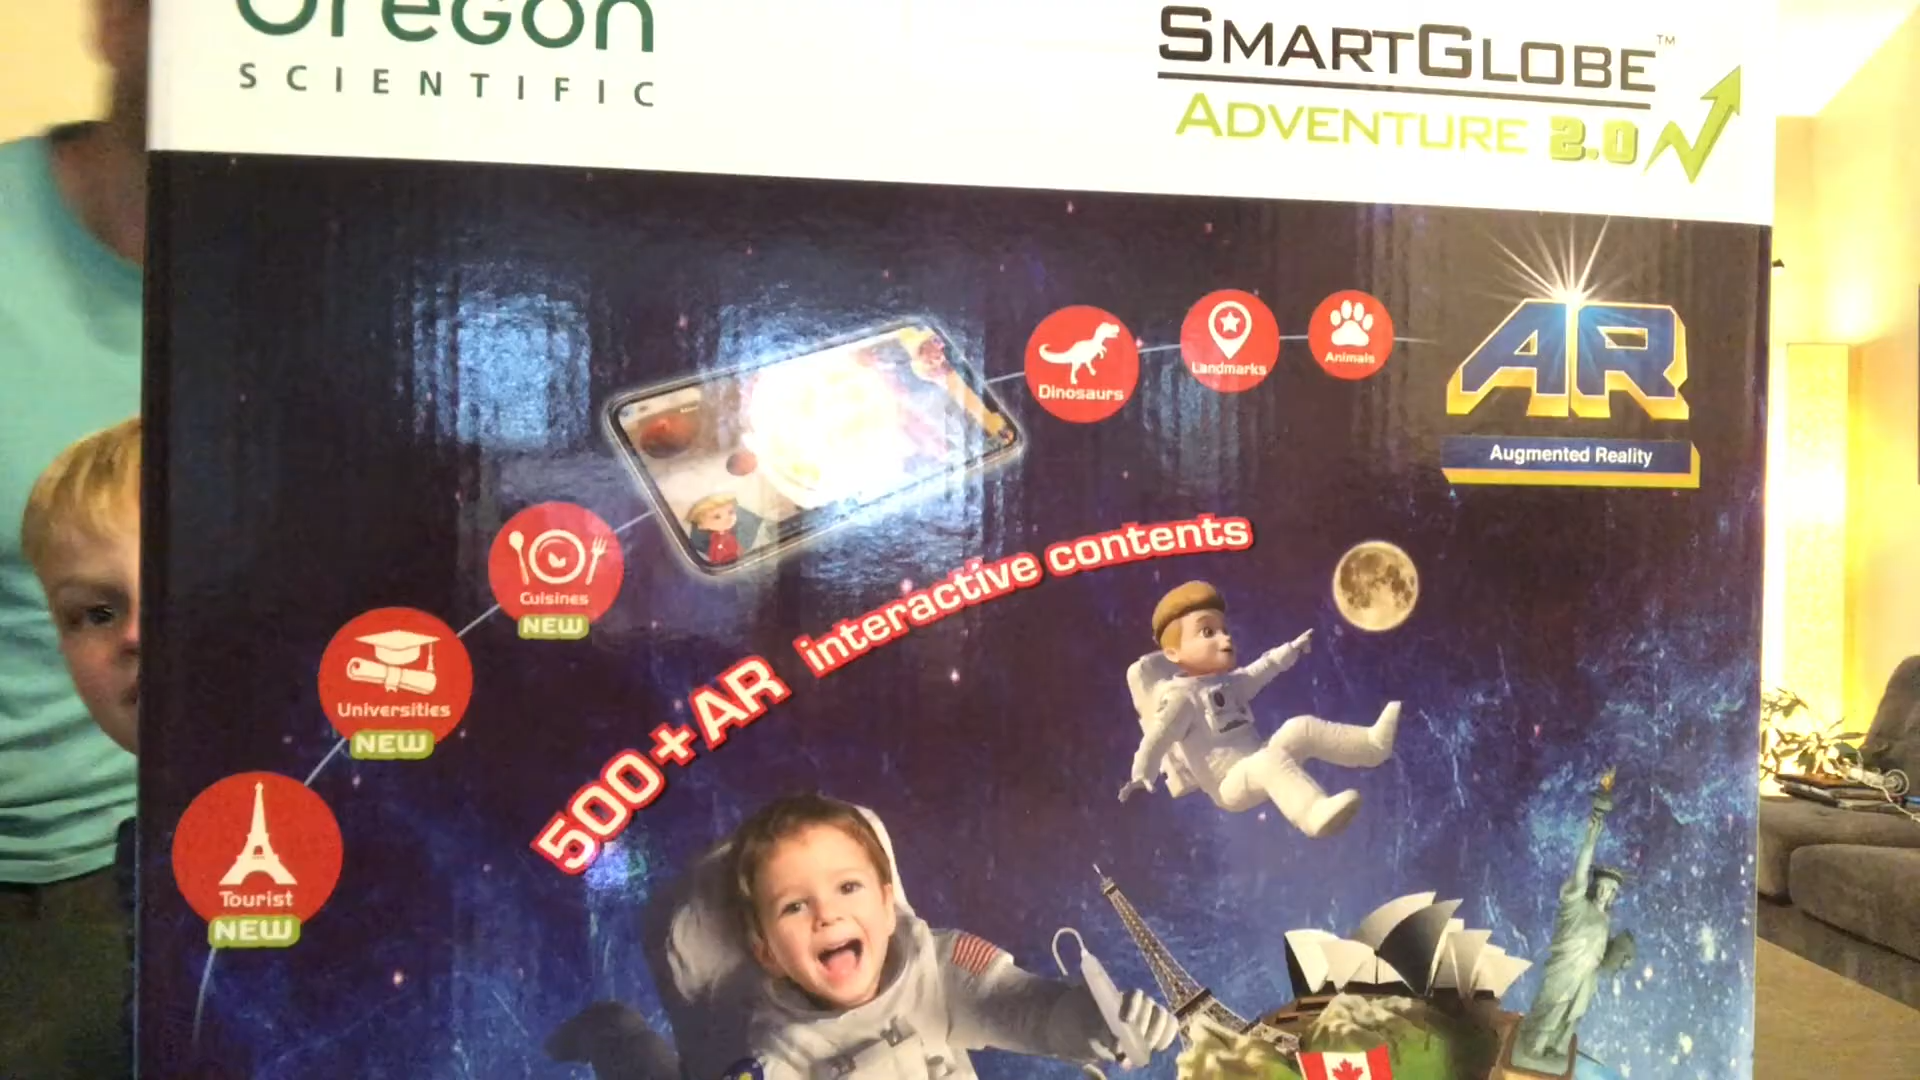 Oregon
SCIENTIFIC
SMARTGLOBE™
ADVENTURE 2.0
AR
Augmented Reality
Dinosaurs
Landmarks
Animals
Cuisines
NEW
Universities
NEW
Tourist
NEW
500+AR interactive contents